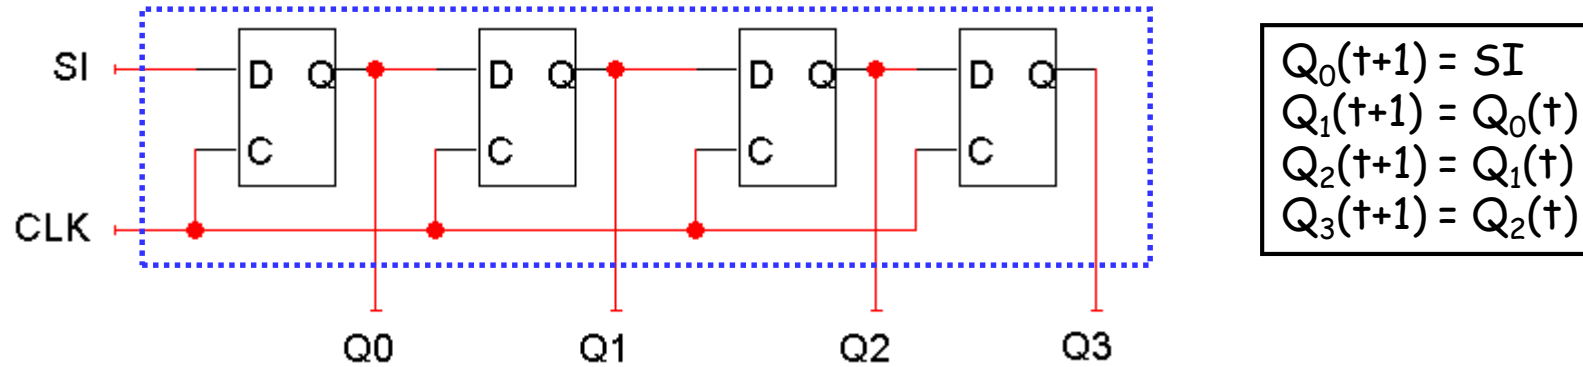 SI
D Q
C
D Q
C
D Q
C
D Q
C
CLK
Q0
Q1
Q2
Q3
Q₀(t+1) = SI
Q₁(t+1) = Q₀(t)
Q₂(t+1) = Q₁(t)
Q₃(t+1) = Q₂(t)